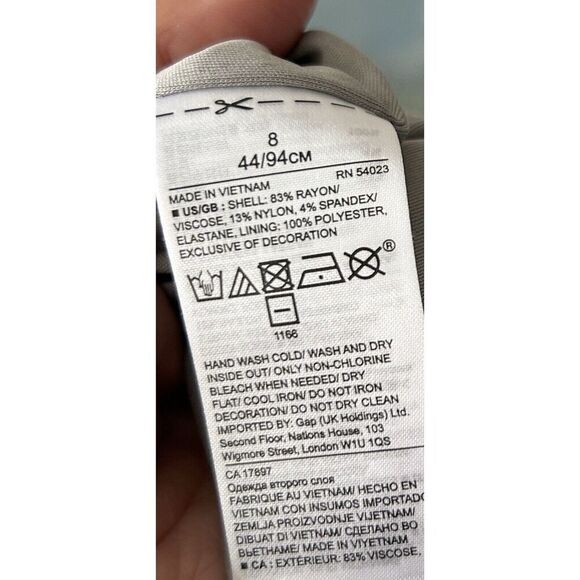 8
44/94CM
MADE IN VIETNAM RN 54023
■ US/GB : SHELL: 83% RAYON/
VISCOSE, 13% NYLON, 4% SPANDEX/
ELASTANE, LINING: 100% POLYESTER,
EXCLUSIVE OF DECORATION
®
1166
HAND WASH COLD/ WASH AND DRY
INSIDE OUT/ ONLY NON-CHLORINE
BLEACH WHEN NEEDED/ DRY
FLAT/ COOL IRON/ DO NOT IRON
DECORATION/ DO NOT DRY CLEAN
IMPORTED BY: Gap (UK Holdings) Ltd.
Second Floor, Nations House, 103
Wigmore Street, London W1U 1QS
CA 17897
Одежда второго слоя
FABRIQUÉ AU VIETNAM/ HECHO EN
VIETNAM CON INSUMOS IMPORTADO
ZEMLJA PROIZVODNJE VIJETNAM/
DIBUAT DI VIETNAM/ СДЕЛАНО ВО
ВЬЕТНАМЕ/ MADE IN VIYETNAM
■ CA : EXTÉRIEUR: 83% VISCOSE,